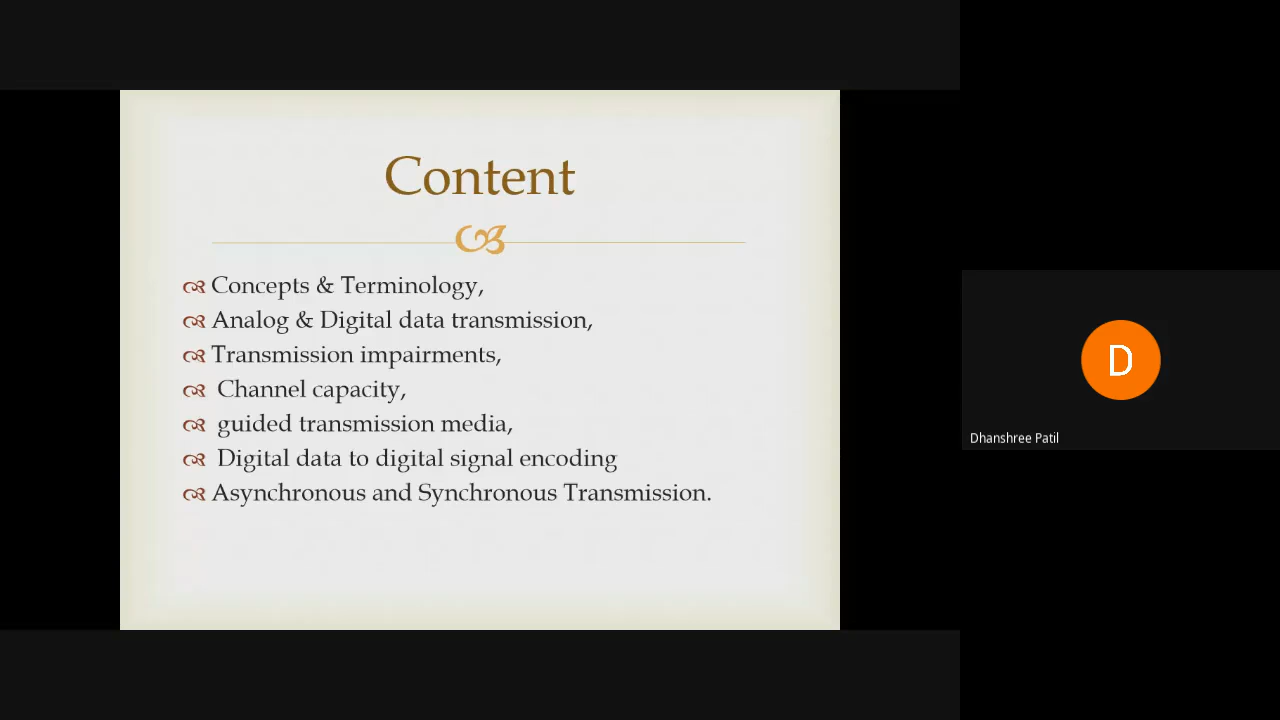 Content
Concepts & Terminology,
Analog & Digital data transmission,
Transmission impairments,
Channel capacity,
guided transmission media,
Digital data to digital signal encoding
Asynchronous and Synchronous Transmission.
D
Dhanshree Patil